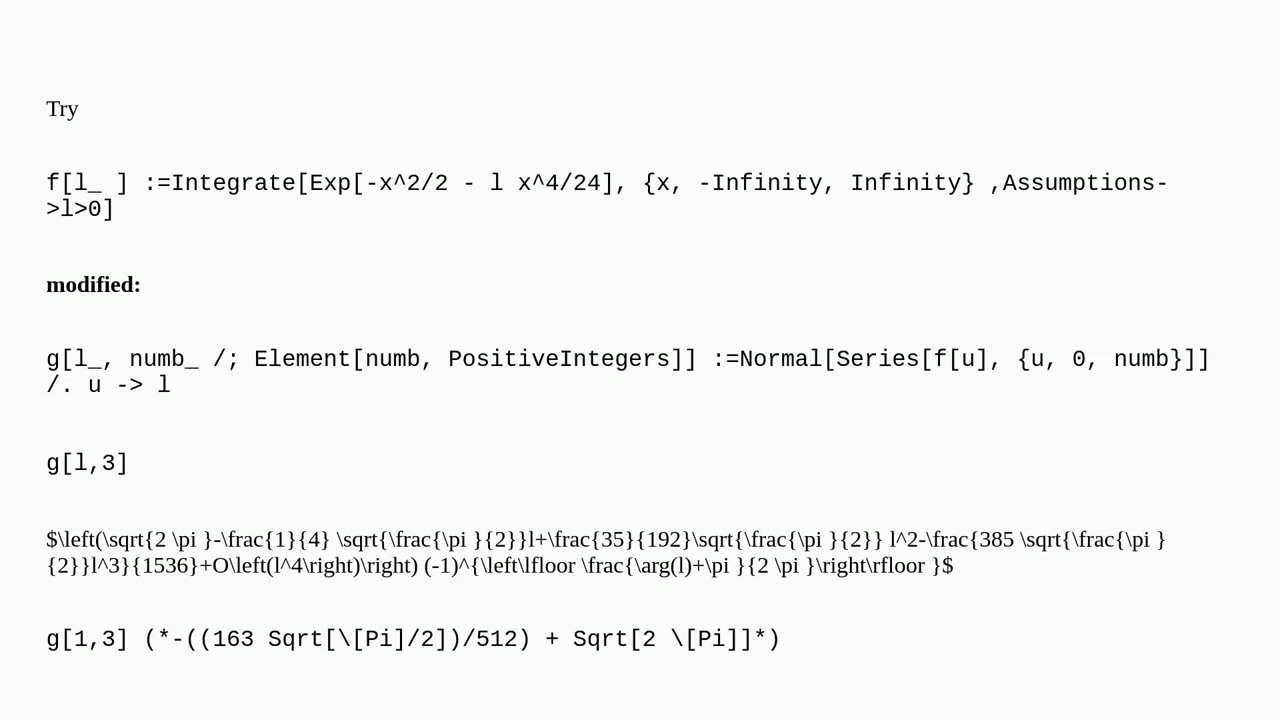 Try
f[l_ ] :=Integrate[Exp[-x^2/2 - l x^4/24], {x, -Infinity, Infinity} ,Assumptions-
>l>0]
modified:
g[l_, numb_ /; Element[numb, PositiveIntegers]] :=Normal[Series[f[u], {u, 0, numb}]]
/. u -> l
g[l,3]
$\left(\sqrt{2 \pi }-\frac{1}{4} \sqrt{\frac{\pi }{2}}l+\frac{35}{192}\sqrt{\frac{\pi }{2}} l^2-\frac{385 \sqrt{\frac{\pi }
{2}}l^3}{1536}+O\left(l^4\right)\right) (-1)^{\left\lfloor \frac{\arg(l)+\pi }{2 \pi }\right\rfloor }$
g[1,3] (*-((163 Sqrt[\[Pi]/2])/512) + Sqrt[2 \[Pi]]*)